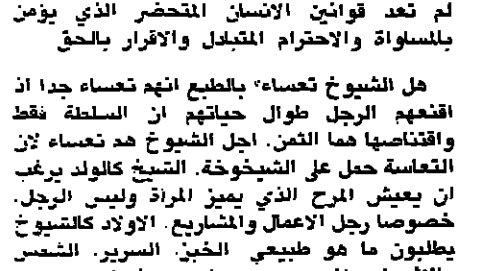 لم تعد قوانين الانسان المتحضر الذي يؤمن
بالمساواة والاحترام المتبادل والاقرار بالحق
هل الشيوخ تعساء؟ بالطبع انهم تعساء جدا اذ
اقنعهم الرجل طوال حياتهم ان السلطة فقط
واقتناصها هما الثمن. اجل الشيوخ هم تعساء لان
التعاسة حمل على الشيخوخة. الشيخ كالولد يرغب
ان يعيش المرح الذي يميز المرأة وليس الرجل.
خصوصا رجل الاعمال والمشاريع. الاولاد كالشيوخ
يطلبون ما هو طبيعي الخبز. السرير. الشمس